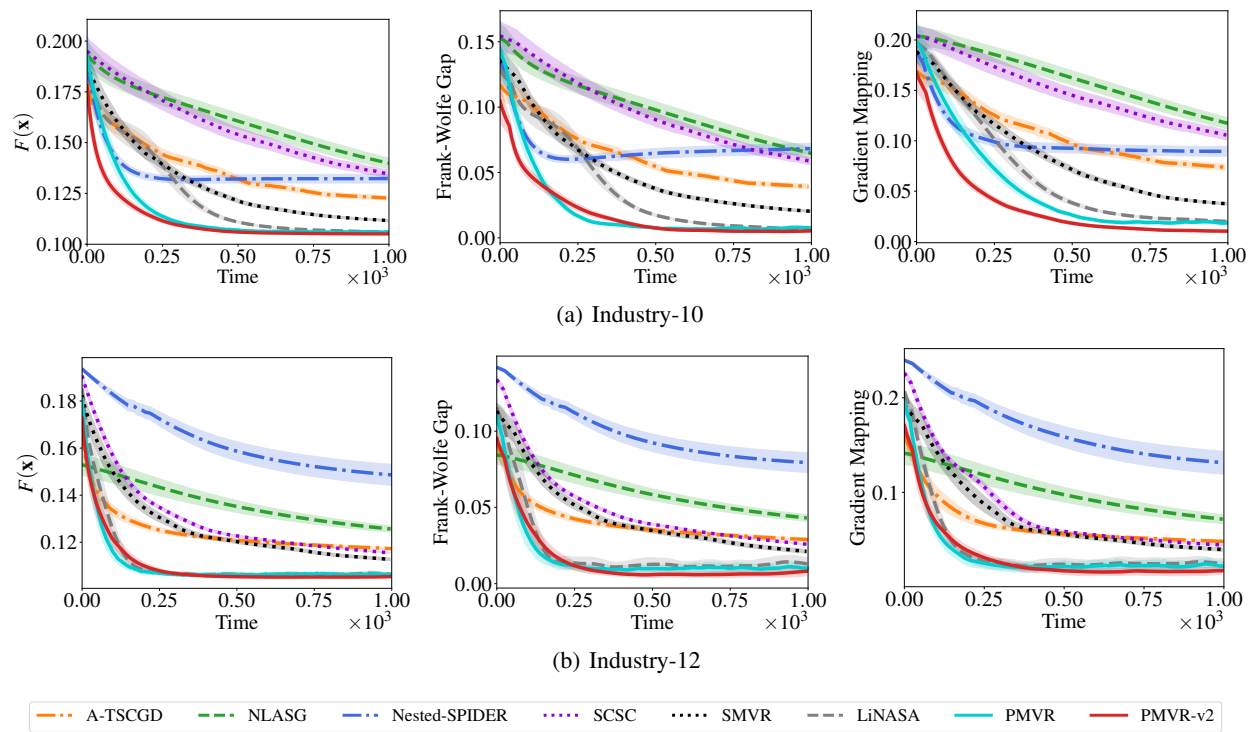 0.200
0.175
0.150
0.125
0.100
F(x)
0.00 0.25 0.50 0.75 1.00
Time ×10³
0.15
0.10
0.05
0.00
Frank-Wolfe Gap
0.00 0.25 0.50 0.75 1.00
Time ×10³
0.20
0.15
0.10
0.05
0.00
Gradient Mapping
0.00 0.25 0.50 0.75 1.00
Time ×10³
(a) Industry-10
0.18
0.16
0.14
0.12
F(x)
0.00 0.25 0.50 0.75 1.00
Time ×10³
0.10
0.05
0.00
Frank-Wolfe Gap
0.00 0.25 0.50 0.75 1.00
Time ×10³
0.2
0.1
Gradient Mapping
0.00 0.25 0.50 0.75 1.00
Time ×10³
(b) Industry-12
A-TSCGD NLASG Nested-SPIDER SCSC SMVR LiNASA PMVR PMVR-v2